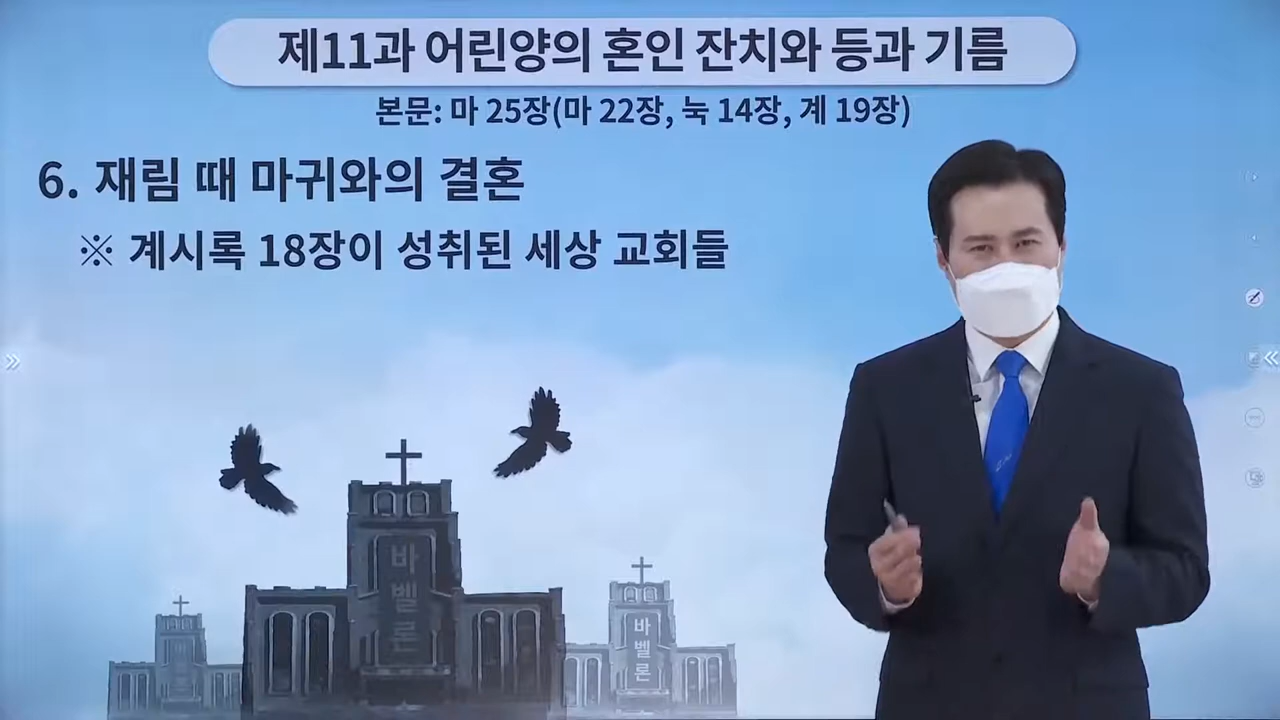 제11과 어린양의 혼인 잔치와 등과 기름
본문: 마 25장(마 22장, 눅 14장, 계 19장)
6. 재림 때 마귀와의 결혼
※ 계시록 18장이 성취된 세상 교회들
바벨론
바벨론